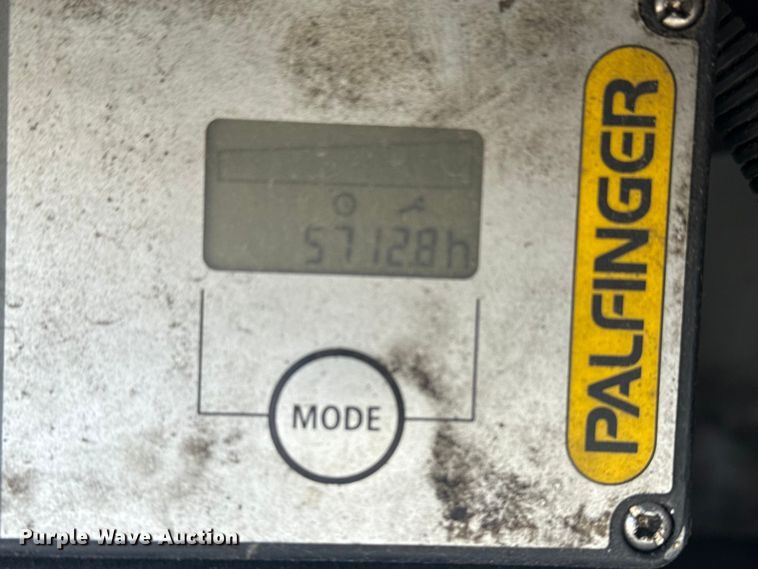 5712.8h
MODE
PALFINGER
Purple Wave Auction